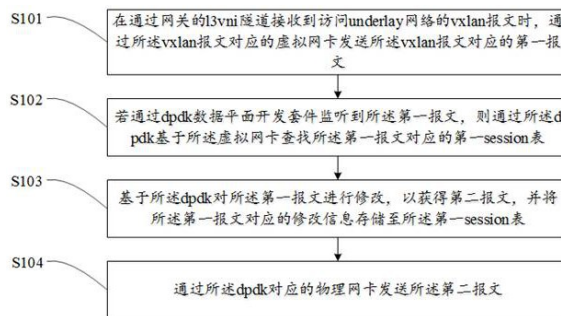 S101
在通过网关的l3vni隧道接收到访问underlay网络的vxlan报文时，通
过所述vxlan报文对应的虚拟网卡发送所述vxlan报文对应的第一报
文
S102
若通过dpdk数据平面开发套件监听到所述第一报文，则通过所述d
pdk基于所述虚拟网卡查找所述第一报文对应的第一session表
S103
基于所述dpdk对所述第一报文进行修改，以获得第二报文，并将
所述第一报文对应的修改信息存储至所述第一session表
S104
通过所述dpdk对应的物理网卡发送所述第二报文